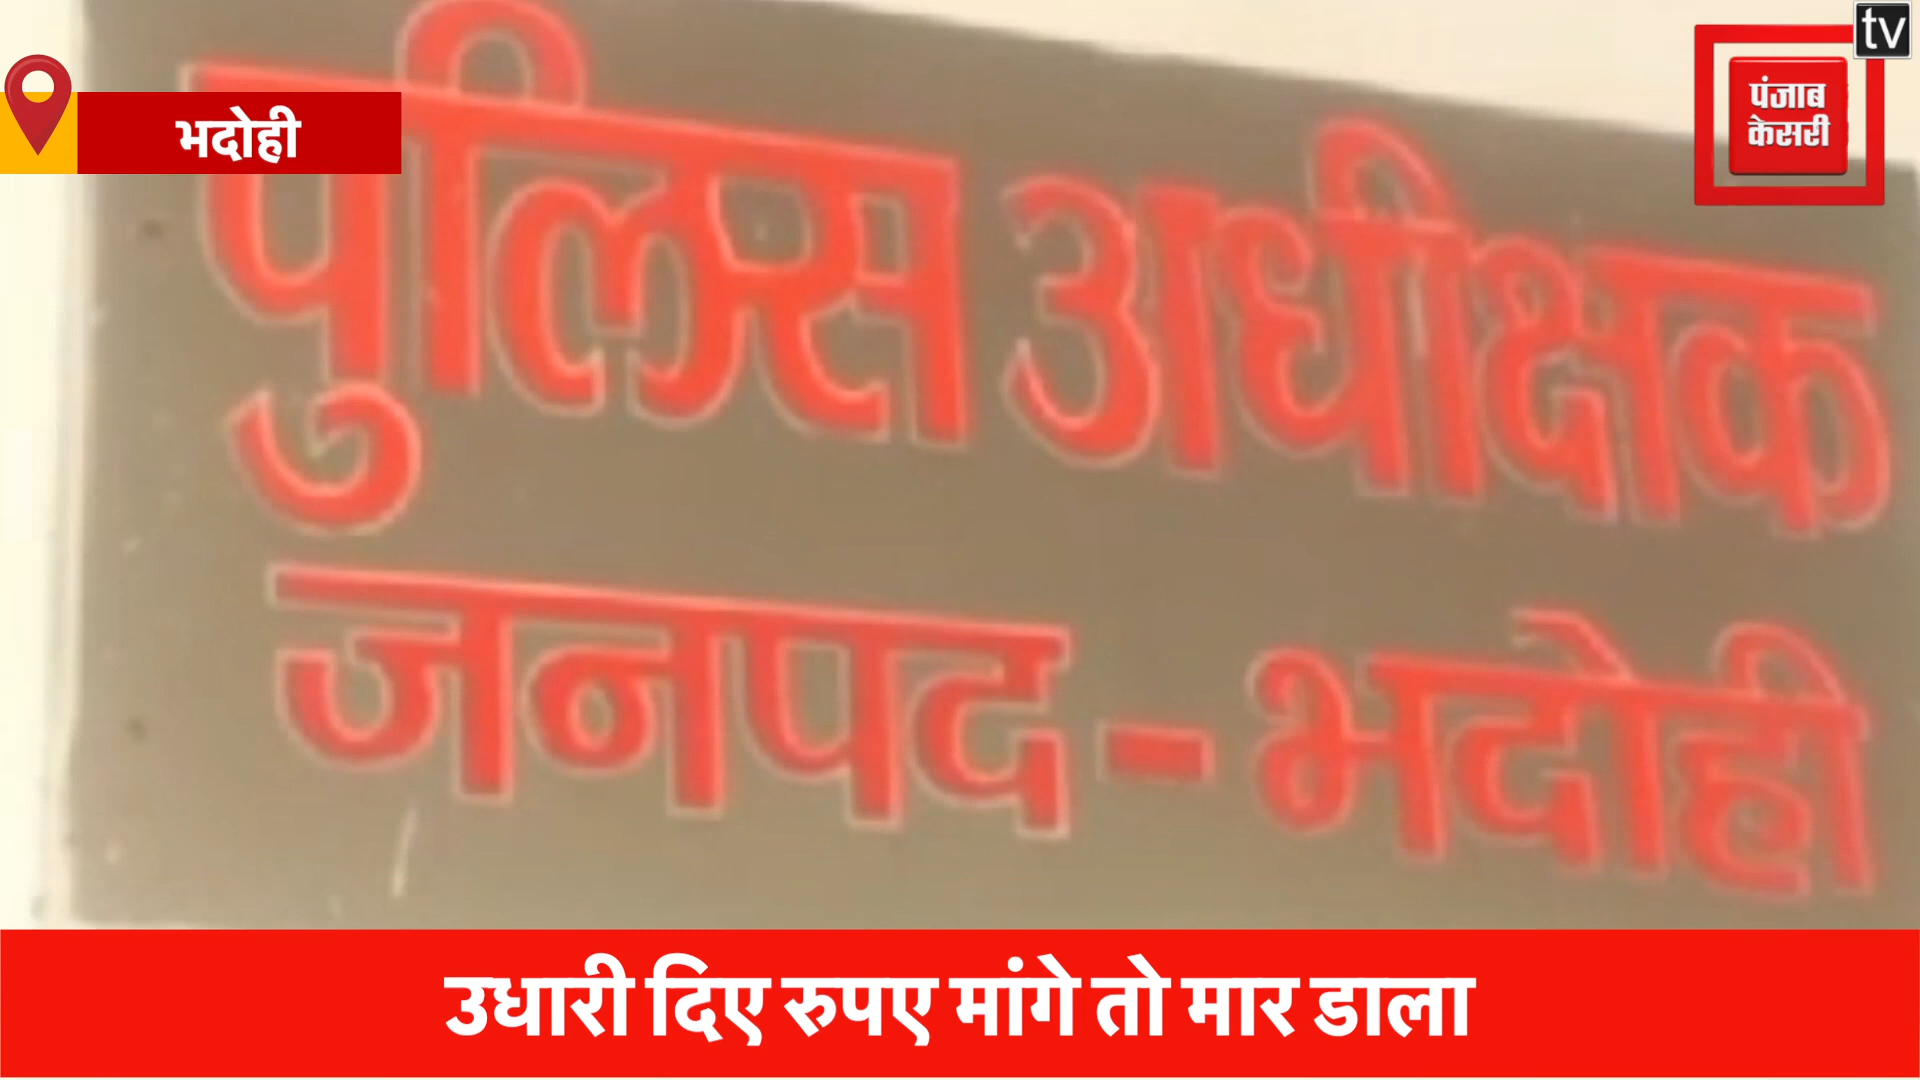 tv
पंजाब
केसरी
भदोही
पुलिस अधीक्षक
जनपद - भदोही
उधारी दिए रुपए मांगे तो मार डाला